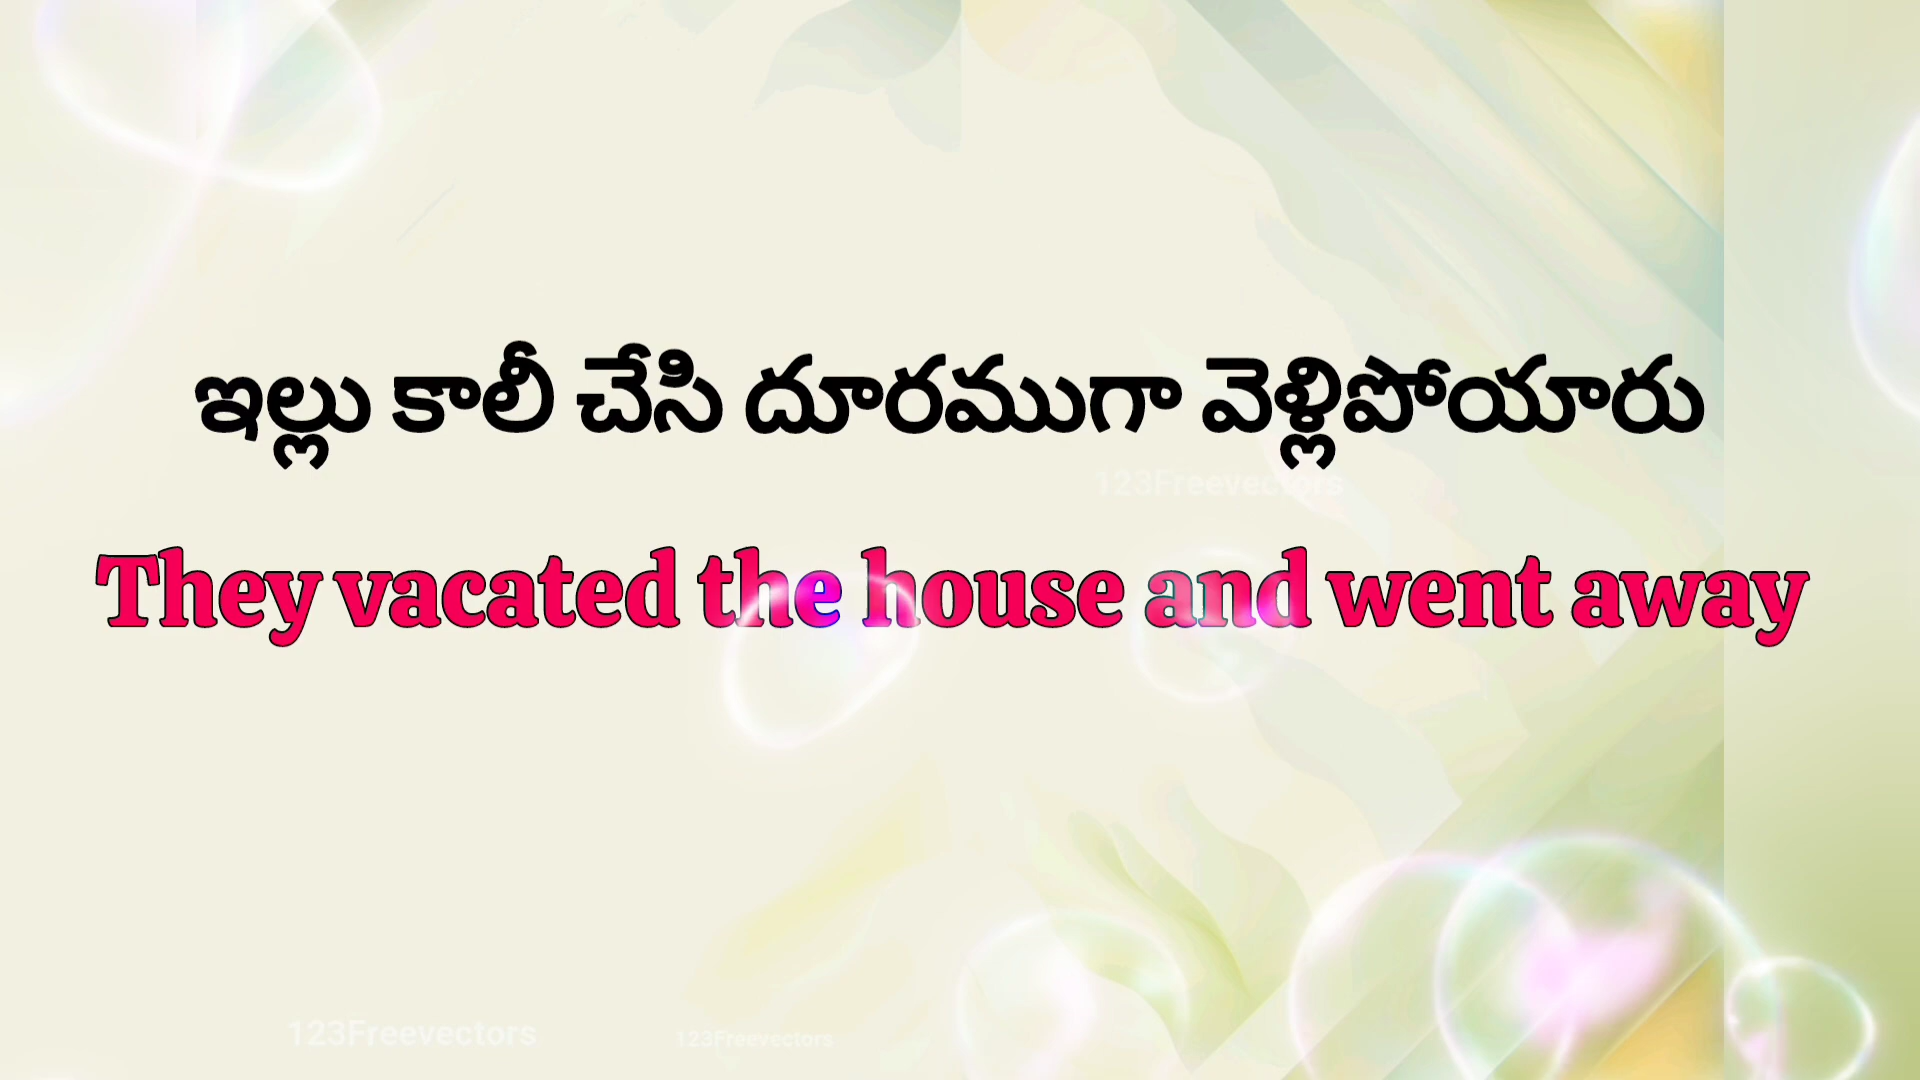 ఇల్లు కాలీ చేసి దూరముగా వెళ్లిపోయారు
123Freevectors
They vacated the house and went away
123Freevectors
123Freevectors